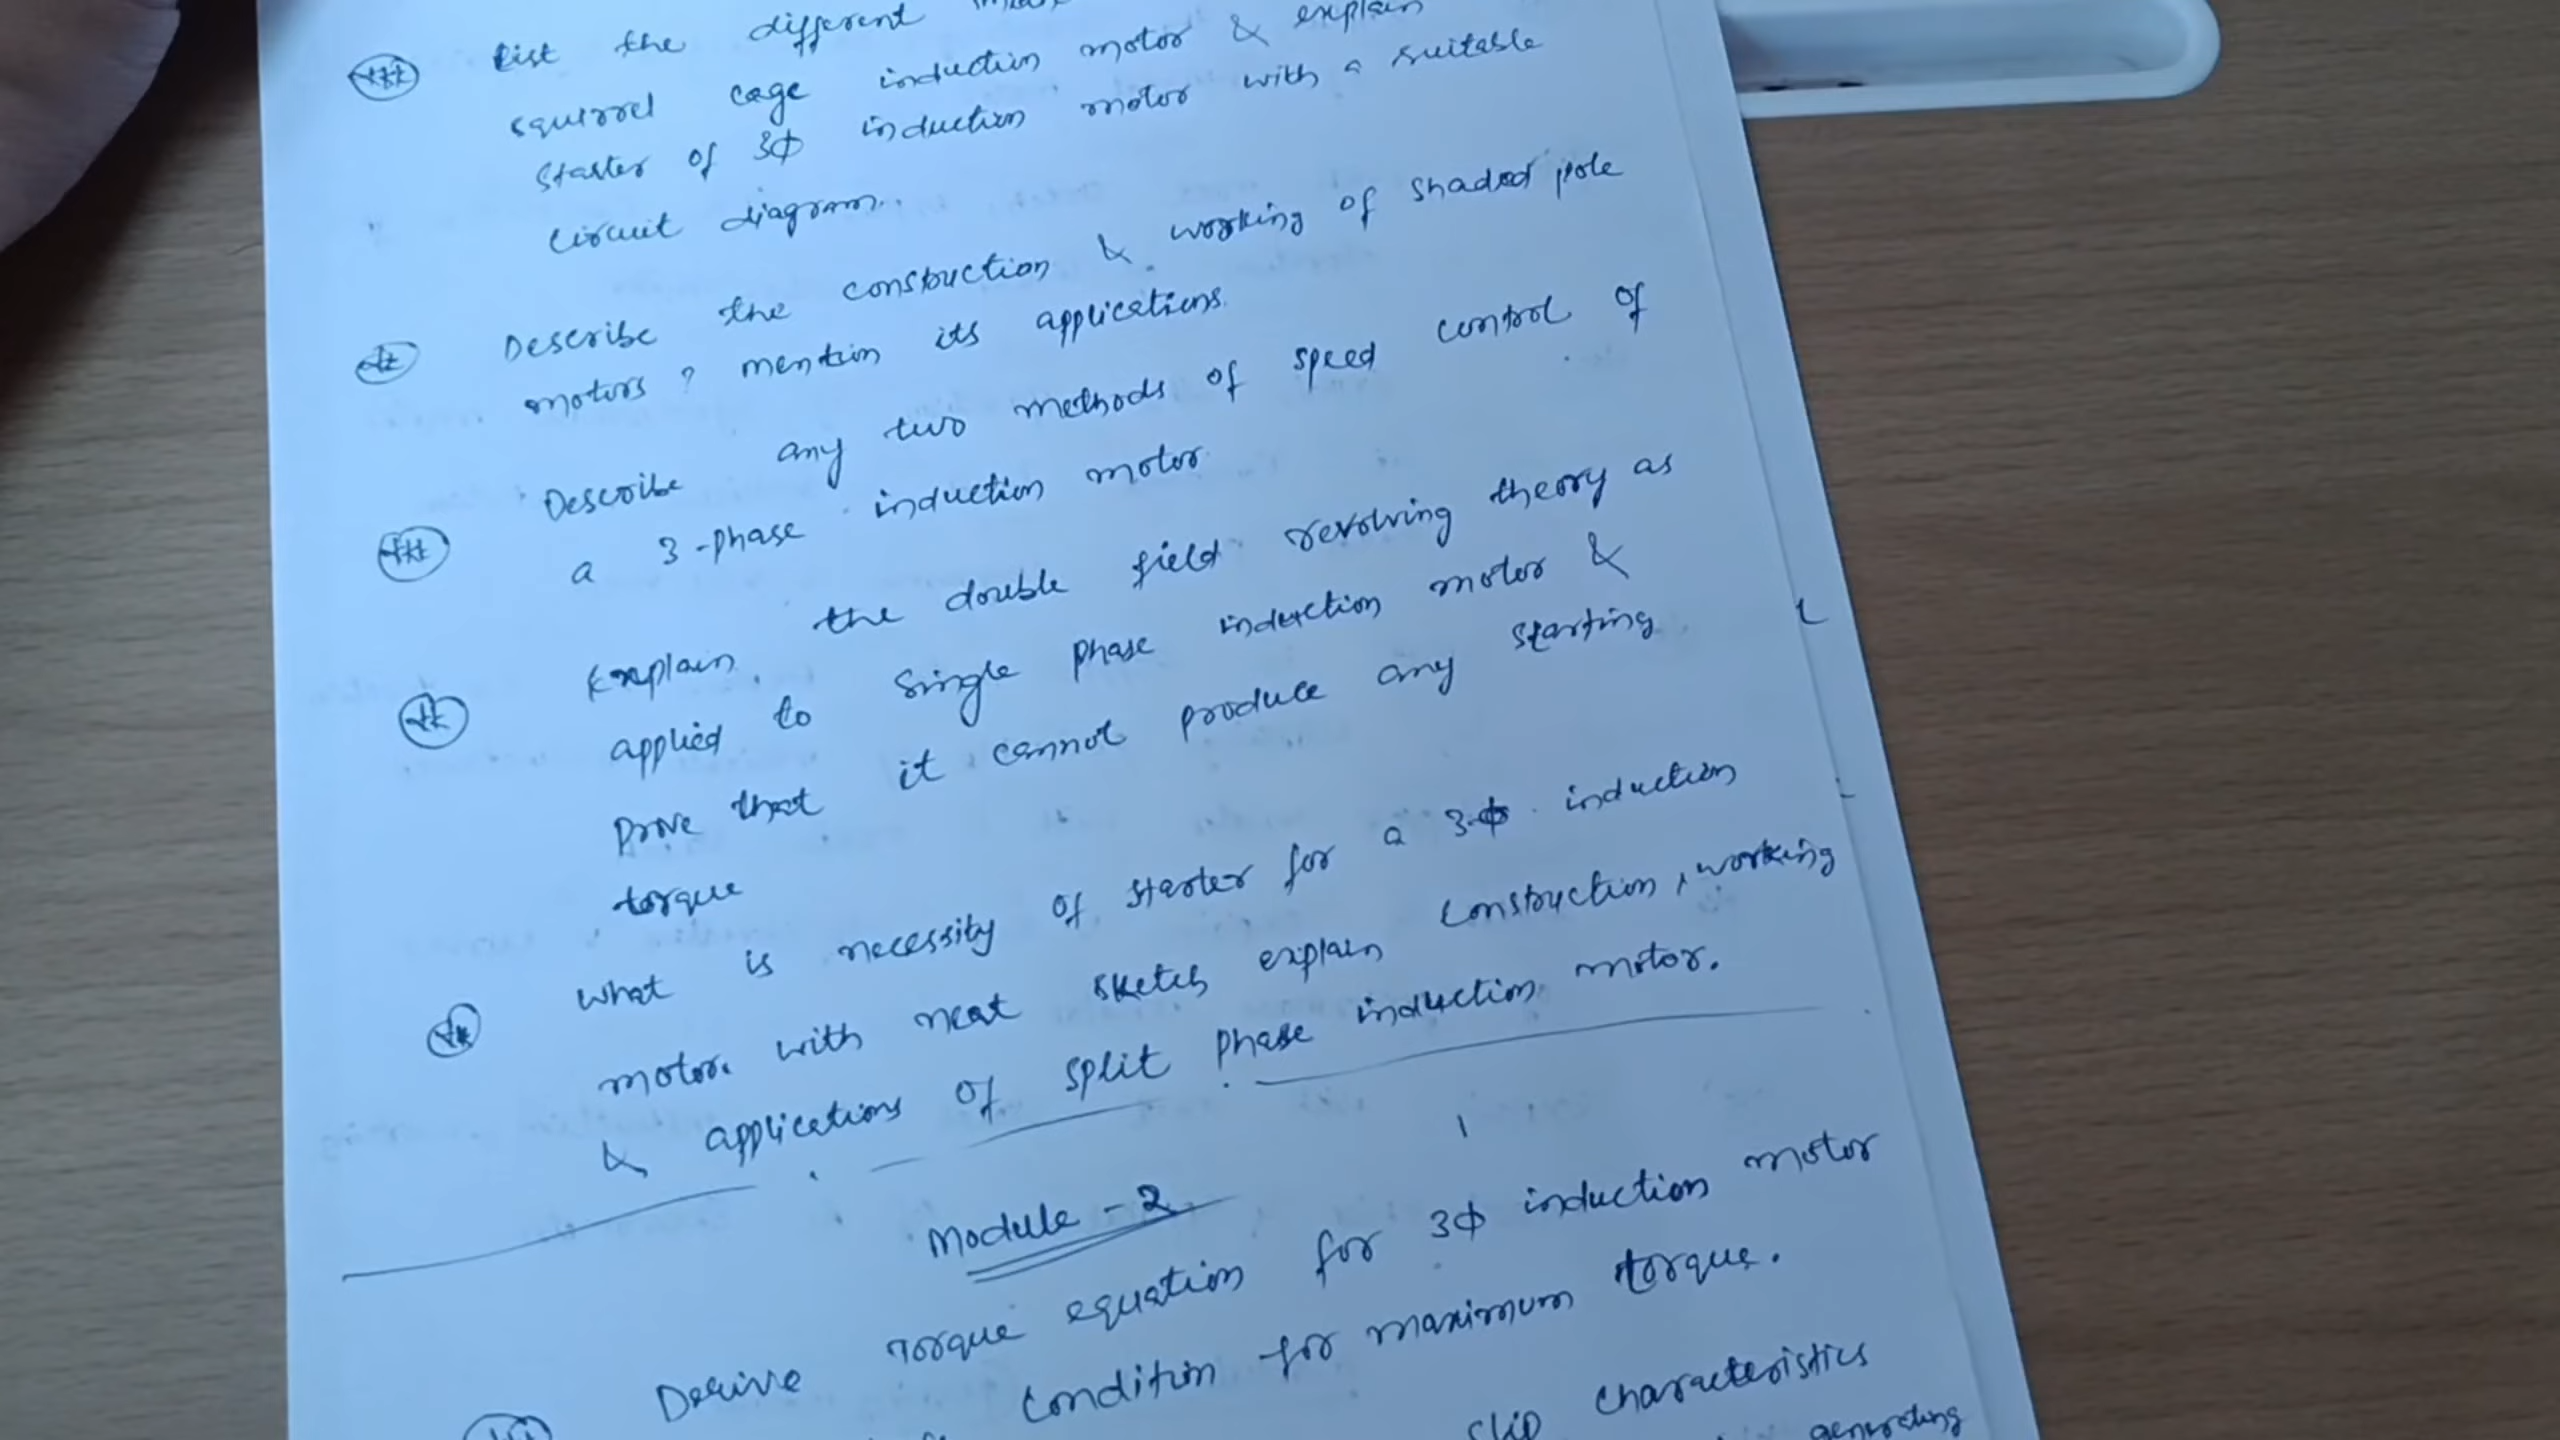 *** List the different
squirrel cage induction motor & explain
starter of 3Φ induction motor with a suitable
circuit diagram.
** Describe the construction & working of shaded pole
motors? mention its applications.
*** Describe any two methods of speed control of
a 3-phase induction motor
** Explain the double field revolving theory as
applied to single phase induction motor &
prove that it cannot produce any starting
torque
** What is necessity of starter for a 3-Φ induction
motor. with neat sketch explain construction, working
& applications of split phase induction motor.
Module - 2
Derive Torque equation for 3Φ induction motor
condition for maximum torque.
slip characteristics
generating